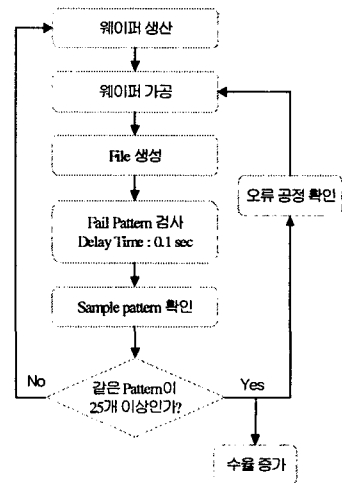 웨이퍼 생산
웨이퍼 가공
File 생성
오류 공정 확인
Fail Pattern 검사
Delay Time : 0.1 sec
Sample pattern 확인
No
같은 Pattern이
25개 이상인가?
Yes
수율 증가